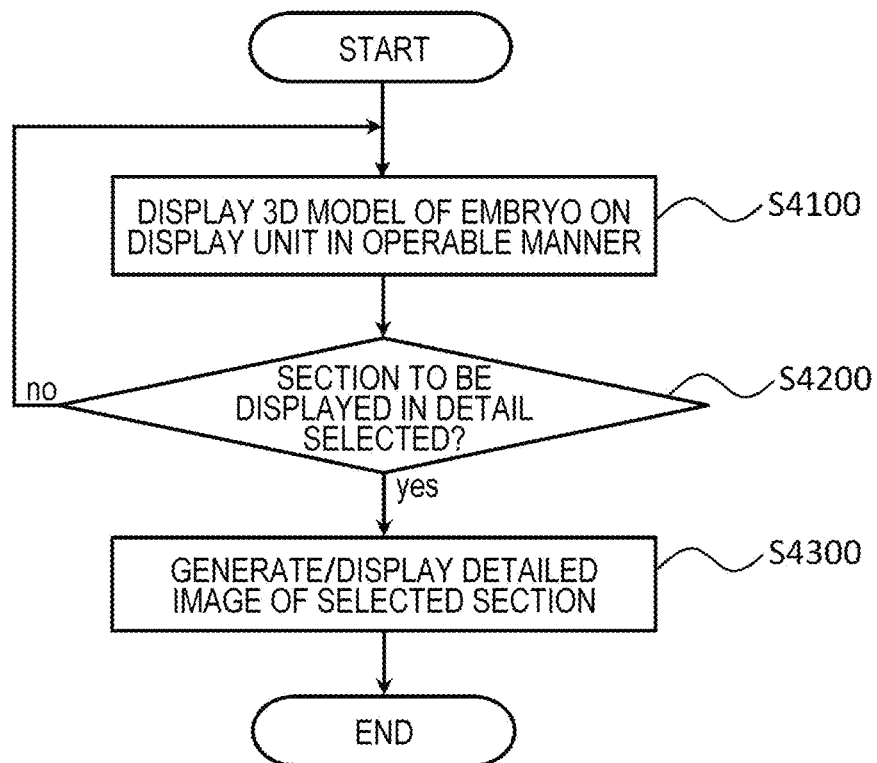 START
DISPLAY 3D MODEL OF EMBRYO ON
DISPLAY UNIT IN OPERABLE MANNER
S4100
SECTION TO BE
DISPLAYED IN DETAIL
SELECTED?
S4200
no
yes
GENERATE/DISPLAY DETAILED
IMAGE OF SELECTED SECTION
S4300
END